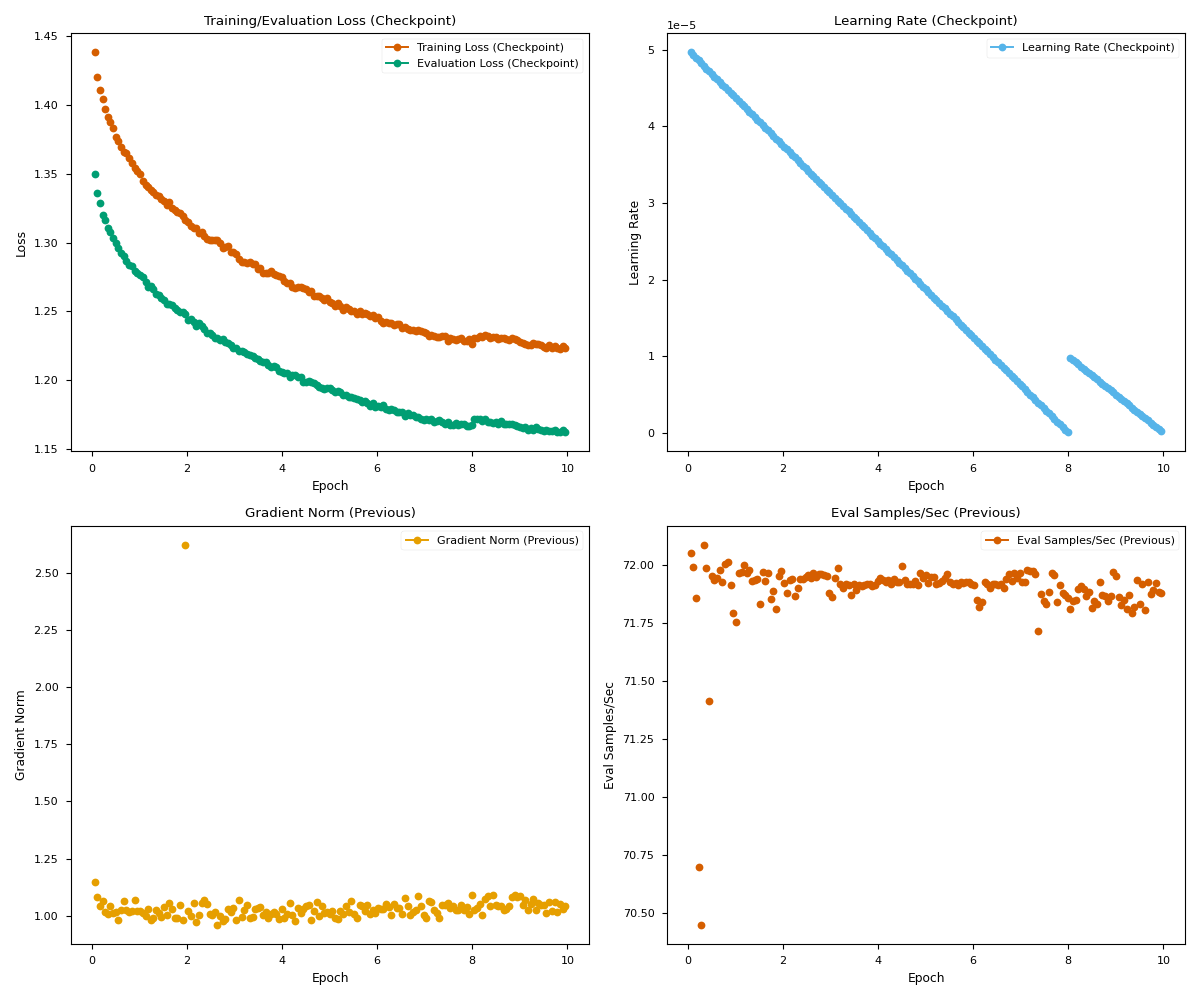 Training/Evaluation Loss (Checkpoint)
Training Loss (Checkpoint)
Evaluation Loss (Checkpoint)
Loss
1.45
1.40
1.35
1.30
1.25
1.20
1.15
0 2 4 6 8 10
Epoch
Learning Rate (Checkpoint)
1e−5
Learning Rate (Checkpoint)
Learning Rate
5
4
3
2
1
0
0 2 4 6 8 10
Epoch
Gradient Norm (Previous)
Gradient Norm (Previous)
Gradient Norm
2.50
2.25
2.00
1.75
1.50
1.25
1.00
0 2 4 6 8 10
Epoch
Eval Samples/Sec (Previous)
Eval Samples/Sec (Previous)
Eval Samples/Sec
72.00
71.75
71.50
71.25
71.00
70.75
70.50
0 2 4 6 8 10
Epoch